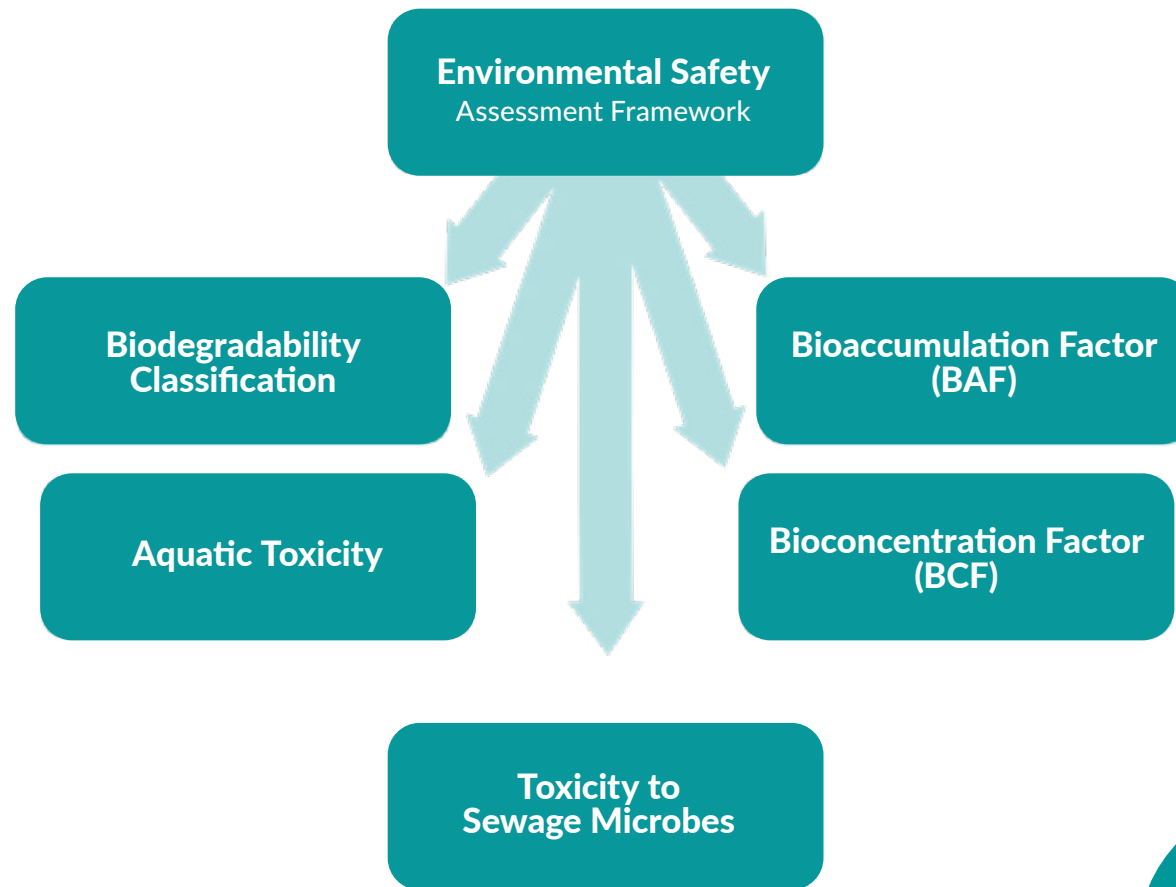 Environmental Safety
Assessment Framework
Biodegradability
Classification
Bioaccumulation Factor
(BAF)
Aquatic Toxicity
Bioconcentration Factor
(BCF)
Toxicity to
Sewage Microbes